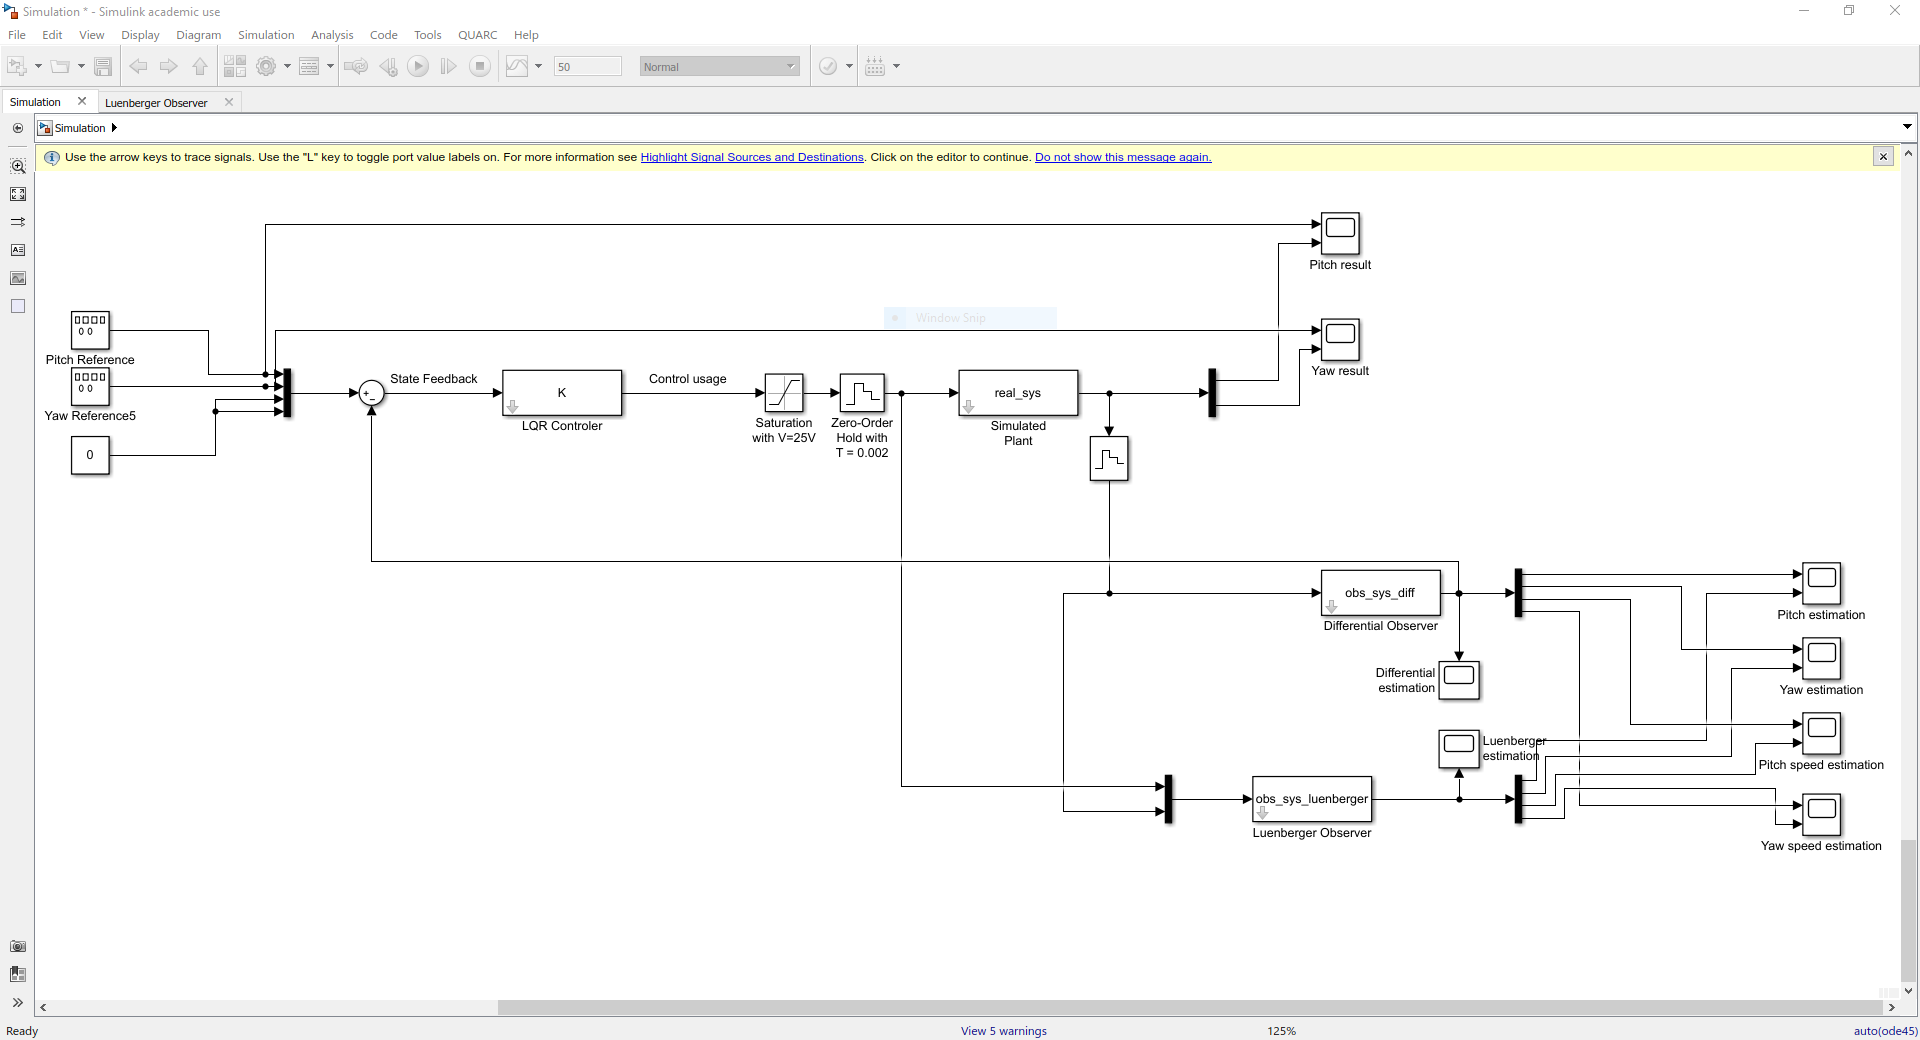 Simulation * - Simulink academic use
File Edit View Display Diagram Simulation Analysis Code Tools QUARC Help
50 Normal
Simulation Luenberger Observer
Simulation
Use the arrow keys to trace signals. Use the "L" key to toggle port value labels on. For more information see Highlight Signal Sources and Destinations. Click on the editor to continue. Do not show this message again.
Pitch result
Window Snip
Pitch Reference
Yaw result
Yaw Reference5
0
+
-
State Feedback
K
LQR Controler
Control usage
Saturation
with V=25V
Zero-Order
Hold with
T = 0.002
real_sys
Simulated
Plant
obs_sys_diff
Differential Observer
Differential
estimation
Luenberger
estimation
obs_sys_luenberger
Luenberger Observer
Pitch estimation
Yaw estimation
Pitch speed estimation
Yaw speed estimation
Ready View 5 warnings 125% auto(ode45)